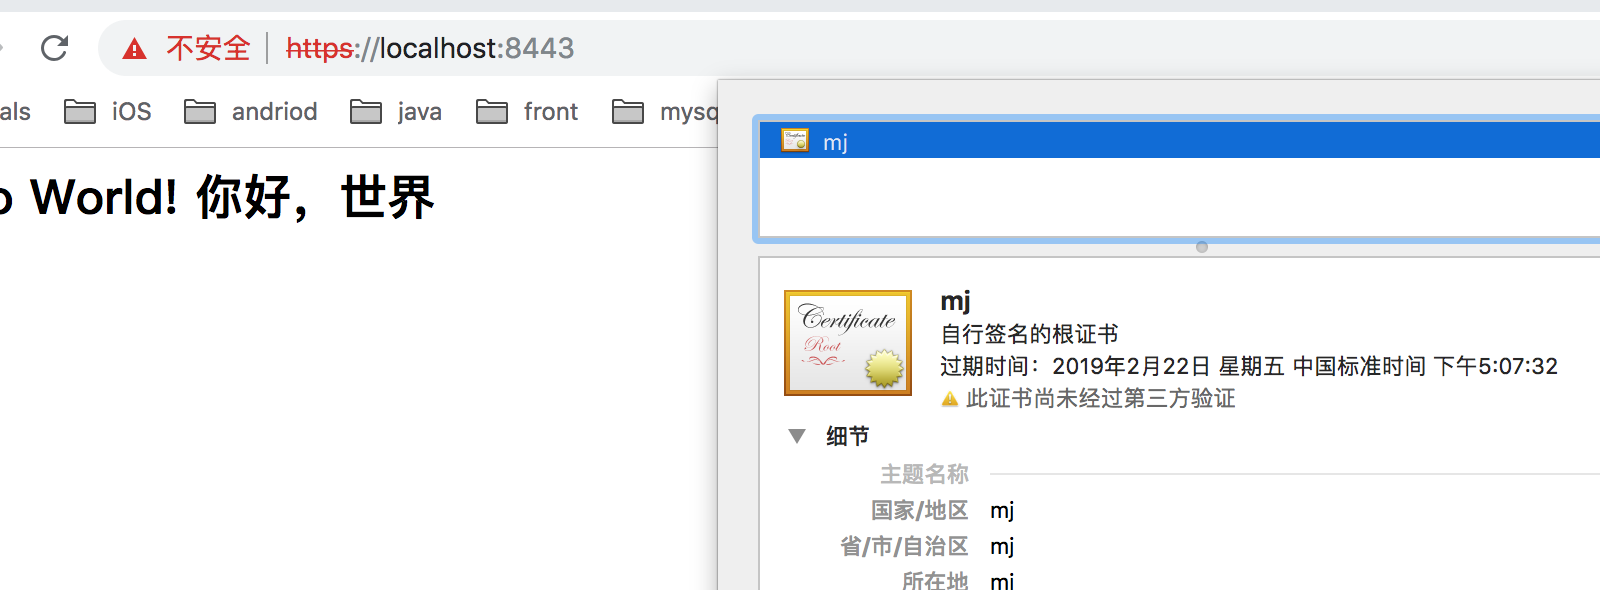 不安全 https://localhost:8443
als iOS andriod java front mysq
o World! 你好，世界
mj
Certificate
Root
mj
自行签名的根证书
过期时间：2019年2月22日 星期五 中国标准时间 下午5:07:32
此证书尚未经过第三方验证
细节
主题名称
国家/地区 mj
省/市/自治区 mj
所在地 mj